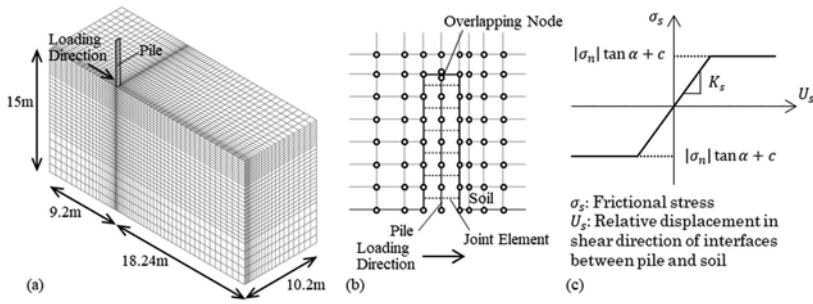 (a)
Loading
Direction
Pile
15m
9.2m
18.24m
10.2m
(b)
Overlapping Node
Soil
Pile
Joint Element
Loading
Direction
(c)
σₛ
|σₙ| tan α + c
Kₛ
Uₛ
|σₙ| tan α + c
σₛ: Frictional stress
Uₛ: Relative displacement in
shear direction of interfaces
between pile and soil